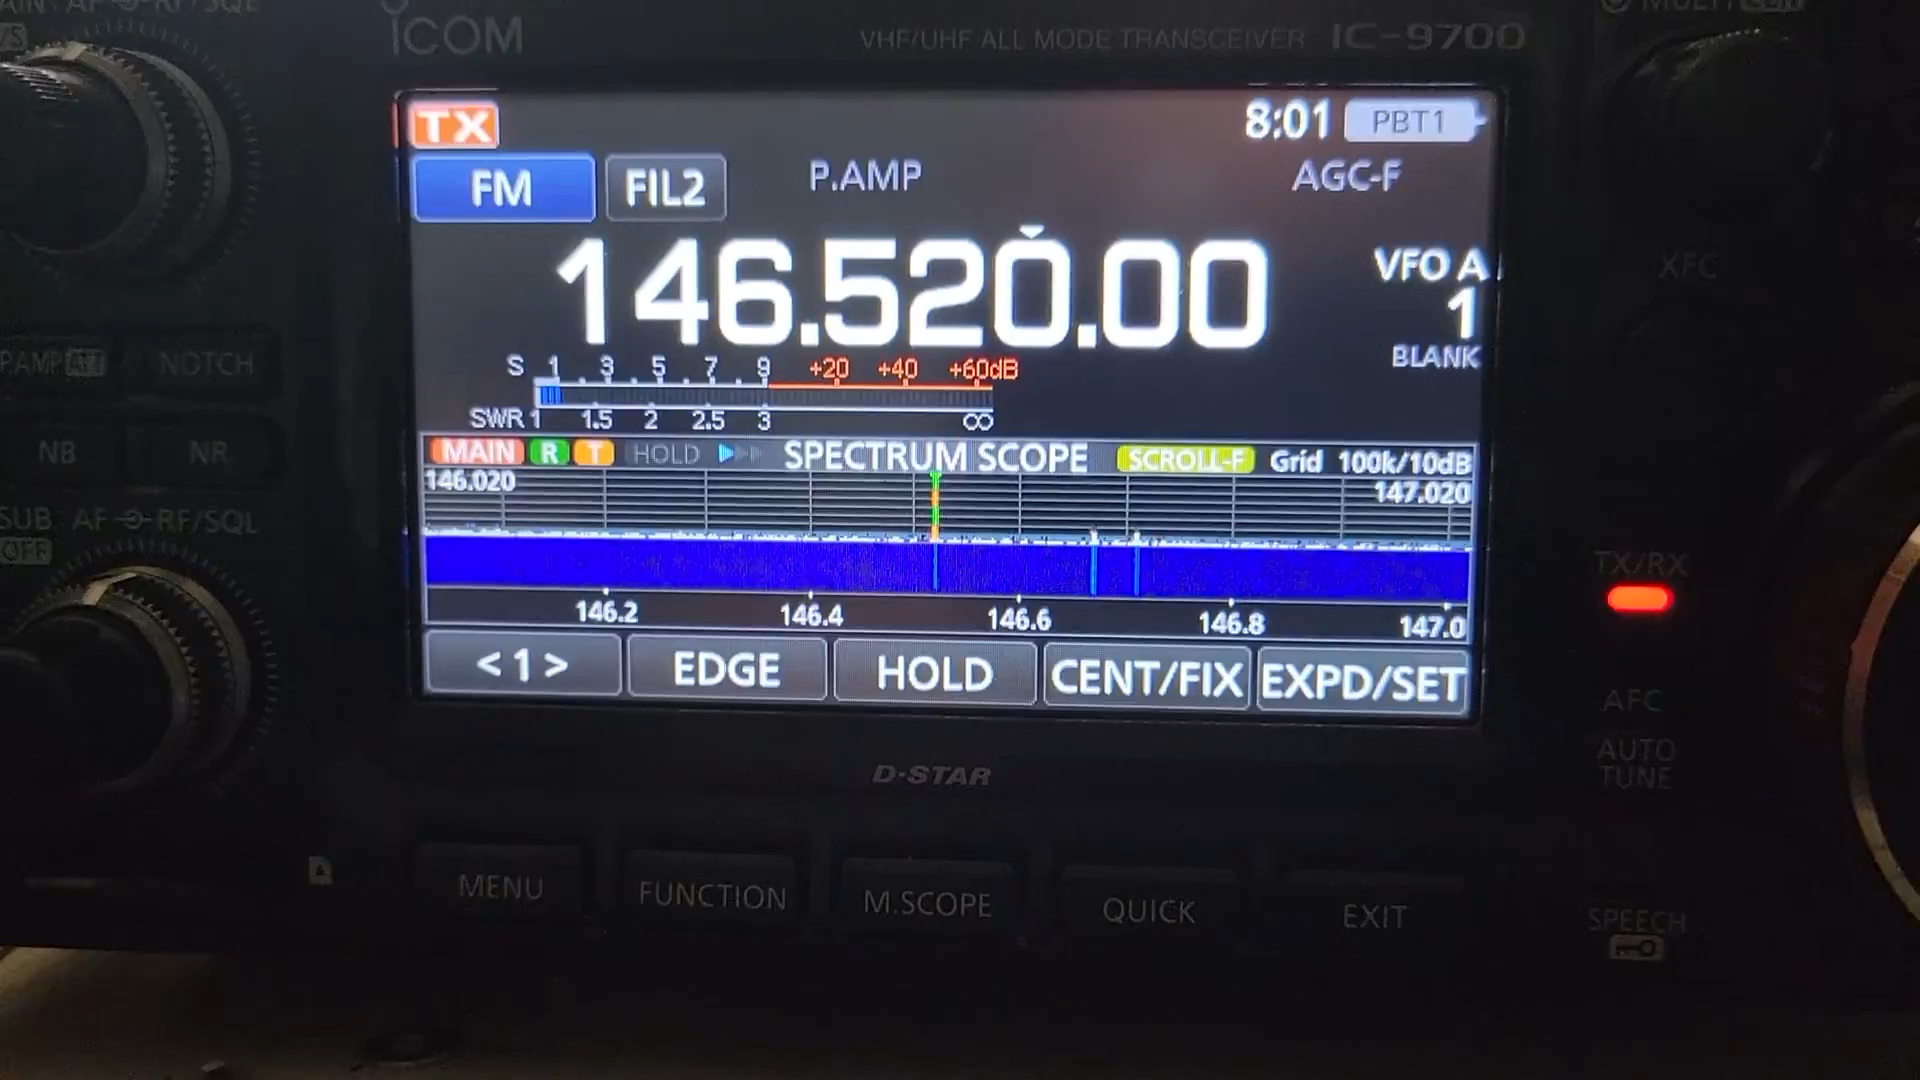 ICOM
VHF/UHF ALL MODE TRANSCEIVER IC-9700
TX
8:01 PBT1
FM FIL2 P.AMP AGC-F
146.520.00
VFO A
1
BLANK
S 1 3 5 7 9 +20 +40 +60dB
SWR 1 1.5 2 2.5 3 ∞
MAIN R T HOLD SPECTRUM SCOPE SCROLL-F Grid 100k/10dB
146.020 147.020
146.2 146.4 146.6 146.8 147.0
<1> EDGE HOLD CENT/FIX EXPD/SET
D-STAR
MENU FUNCTION M.SCOPE QUICK EXIT
P.AMP NOTCH
NB NR
SUB: AF RF/SQL
OFF
XFC
TX/RX
AFC
AUTO
TUNE
SPEECH